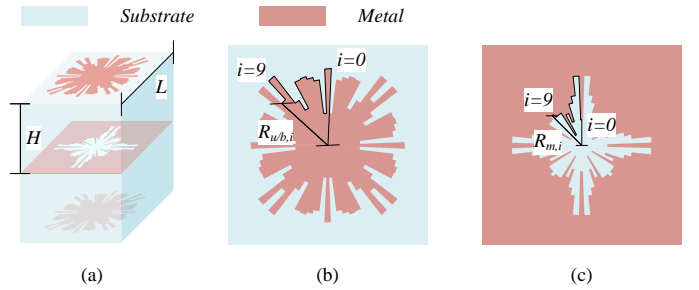 Substrate
Metal
L
H
i=9
i=0
R_{u/b,i}
i=9
i=0
R_{m,i}
(a)
(b)
(c)